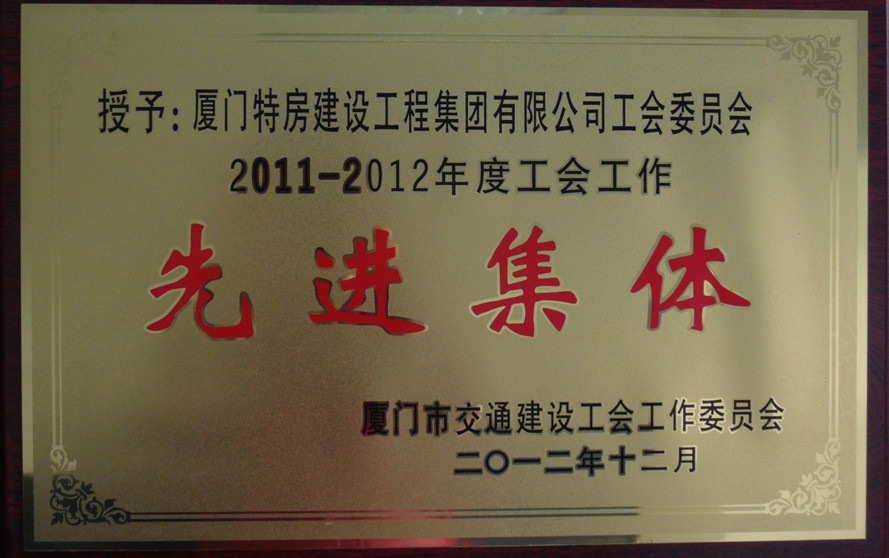 授予:厦门特房建设工程集团有限公司工会委员会
2011-2012年度工会工作
先进集体
厦门市交通建设工会工作委员会
二〇一二年十二月